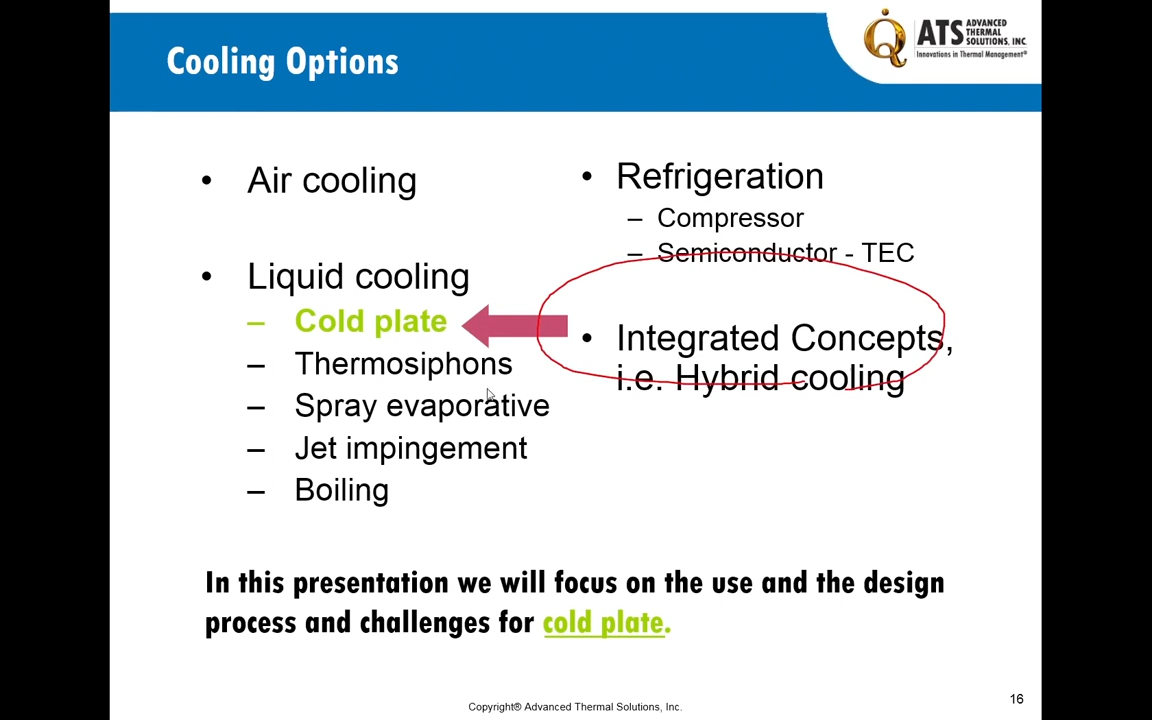 Cooling Options
ATS ADVANCED
THERMAL
SOLUTIONS, INC.
Innovations in Thermal Management®
• Air cooling
• Liquid cooling
– Cold plate
– Thermosiphons
– Spray evaporative
– Jet impingement
– Boiling
• Refrigeration
– Compressor
– Semiconductor - TEC
• Integrated Concepts,
i.e. Hybrid cooling
In this presentation we will focus on the use and the design
process and challenges for cold plate.
Copyright® Advanced Thermal Solutions, Inc.
16